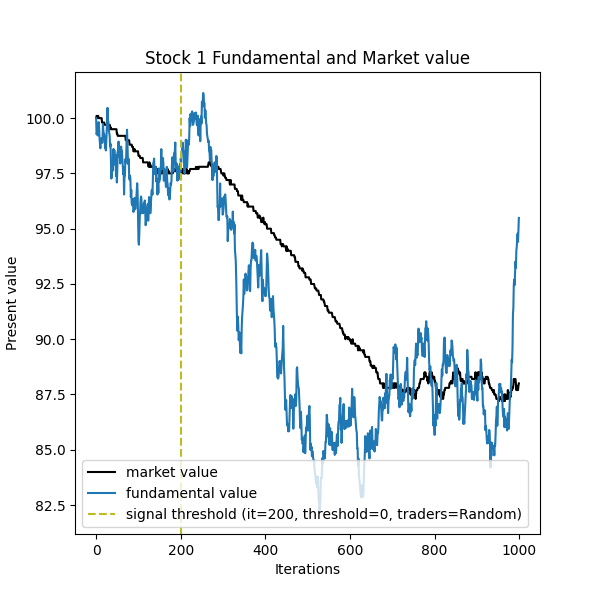 Stock 1 Fundamental and Market value
Present value
100.0
97.5
95.0
92.5
90.0
87.5
85.0
82.5
market value
fundamental value
signal threshold (it=200, threshold=0, traders=Random)
0 200 400 600 800 1000
Iterations